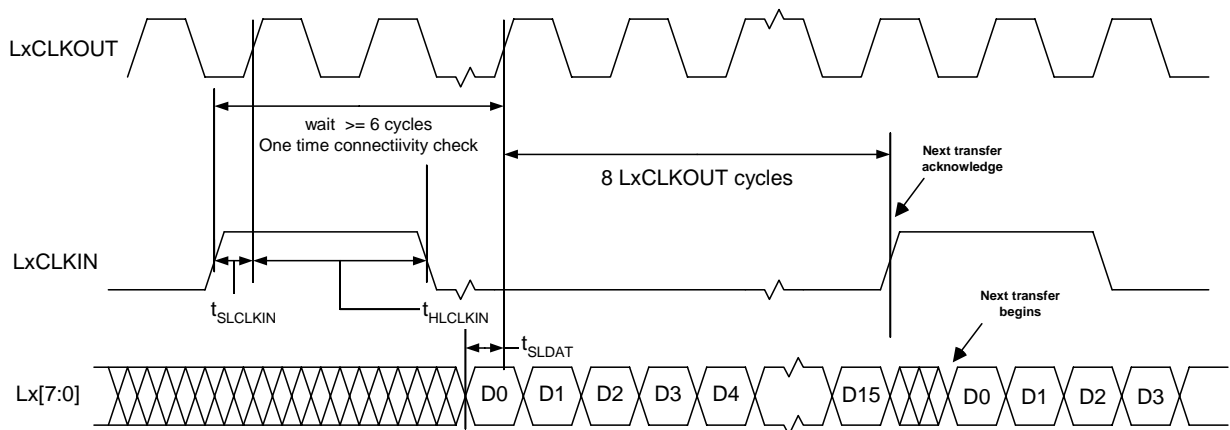 LxCLKOUT
wait >= 6 cycles
One time connectiivity check
Next transfer
acknowledge
8 LxCLKOUT cycles
LxCLKIN
tSLCLKIN
tHLCLKIN
Next transfer
begins
tSLDAT
Lx[7:0]
D0 D1 D2 D3 D4 D15 D0 D1 D2 D3